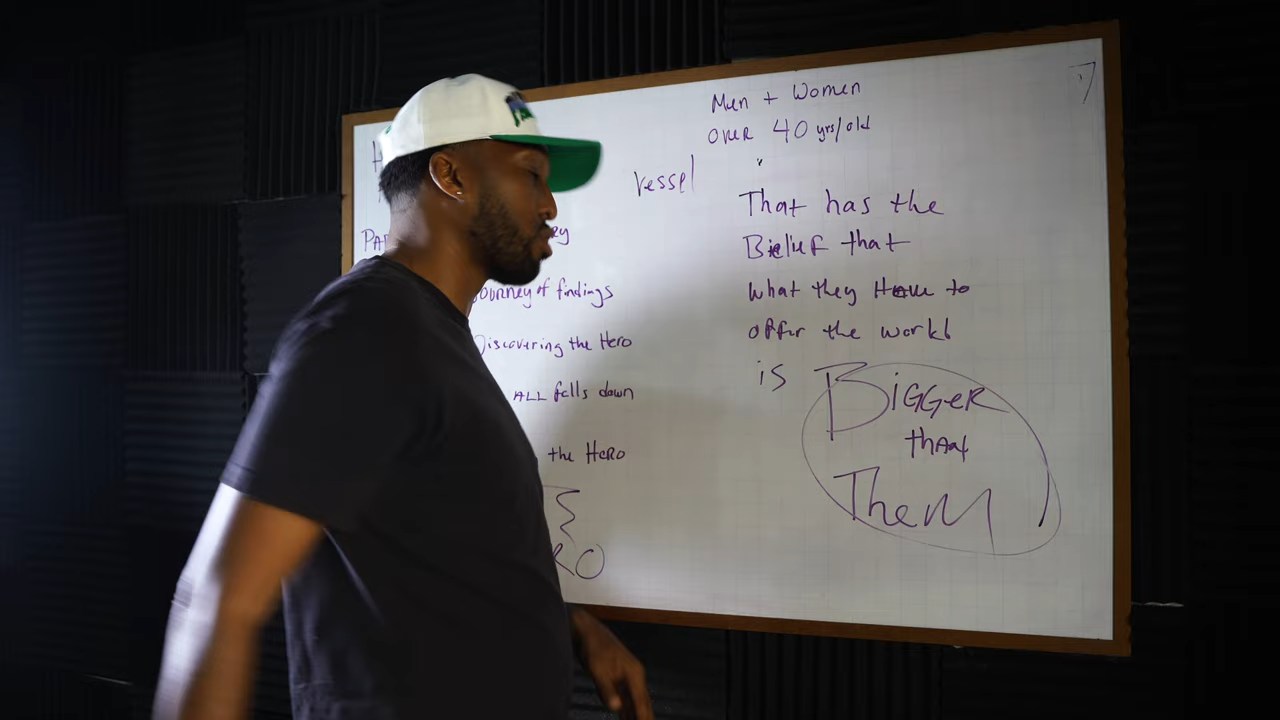 Men + Women
over 40 yrs/old
Vessel
That has the
Belief that
what they Have to
offer the world
is BiGGer
than
Them
Journey of findings
Discovering the Hero
ALL falls down
the Hero